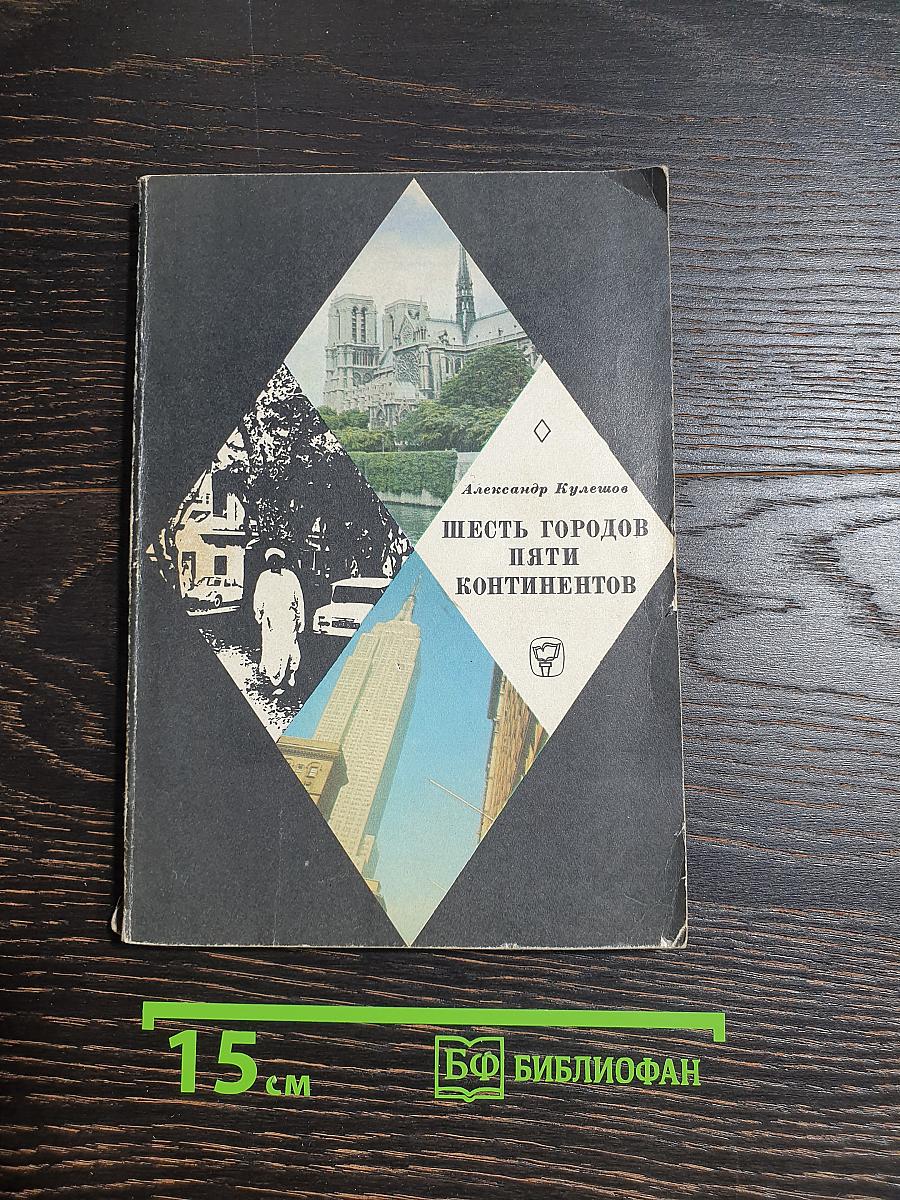 Александр Кулешов
ШЕСТЬ ГОРОДОВ
ПЯТИ
КОНТИНЕНТОВ
15 см
БФ БИБЛИОФАН